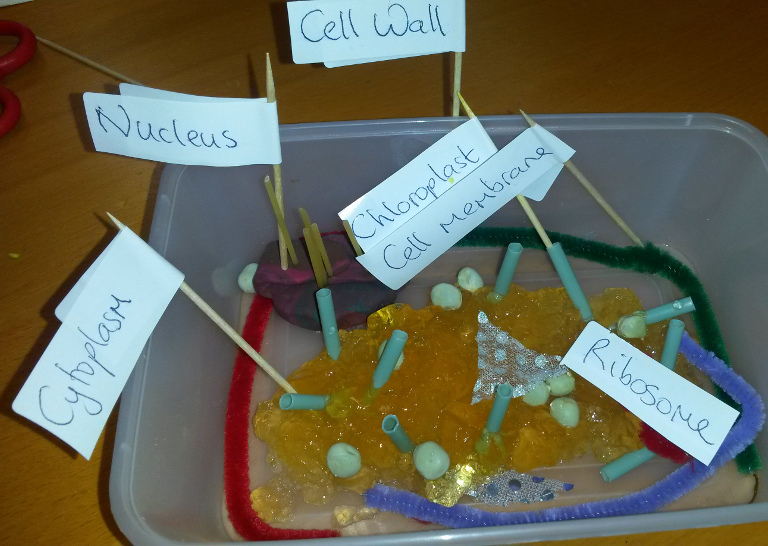 Cell Wall
Nucleus
Chloroplast
Cell membrane
Cytoplasm
Ribosome